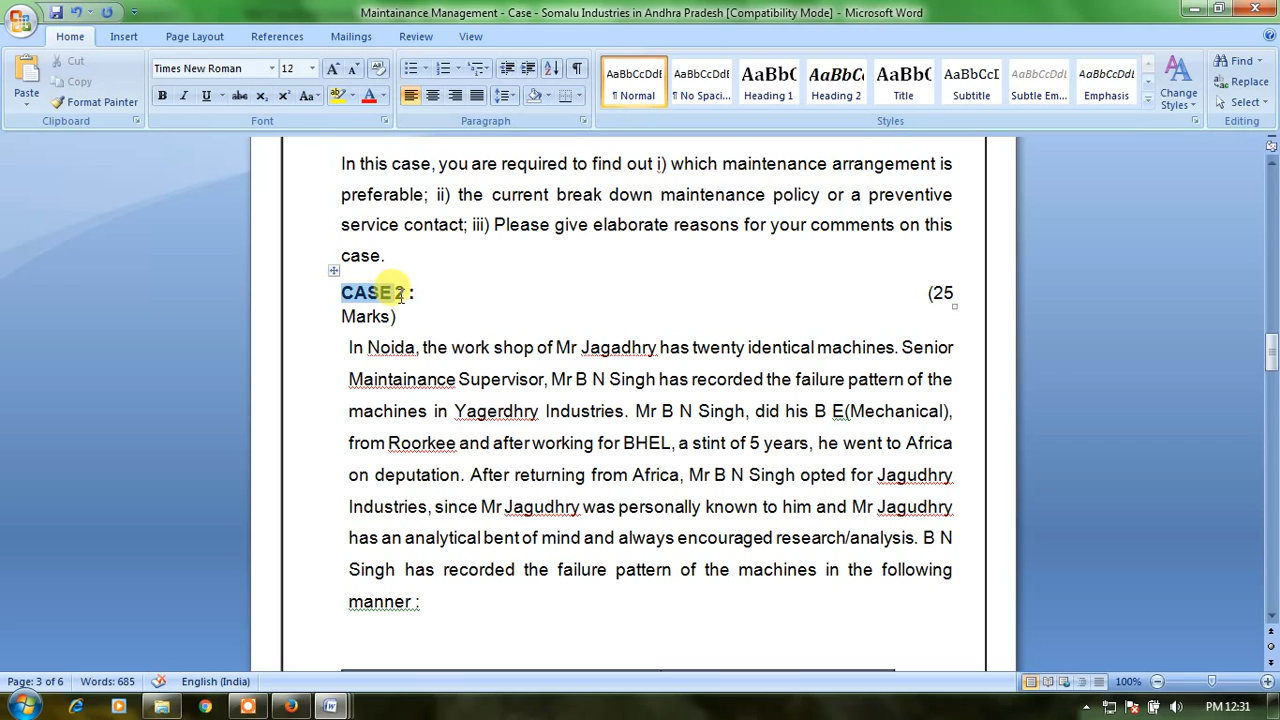 Maintainance Management - Case - Somalu Industries in Andhra Pradesh [Compatibility Mode] - Microsoft Word
Home Insert Page Layout References Mailings Review View
Paste
Cut
Copy
Format Painter
Clipboard
Times New Roman 12
Font
Paragraph
AaBbCcDdE AaBbCcDdE AaBbC AaBbCc AaBbC AaBbCcI AaBbCcDdE AaBbCcDdE
¶ Normal ¶ No Spaci... Heading 1 Heading 2 Title Subtitle Subtle Em... Emphasis
Change Styles
Styles
Find
Replace
Select
Editing
In this case, you are required to find out i) which maintenance arrangement is
preferable; ii) the current break down maintenance policy or a preventive
service contact; iii) Please give elaborate reasons for your comments on this
case.
CASE 2 : (25
Marks)
In Noida, the work shop of Mr Jagadhry has twenty identical machines. Senior
Maintainance Supervisor, Mr B N Singh has recorded the failure pattern of the
machines in Yagerdhry Industries. Mr B N Singh, did his B E(Mechanical),
from Roorkee and after working for BHEL, a stint of 5 years, he went to Africa
on deputation. After returning from Africa, Mr B N Singh opted for Jagudhry
Industries, since Mr Jagudhry was personally known to him and Mr Jagudhry
has an analytical bent of mind and always encouraged research/analysis. B N
Singh has recorded the failure pattern of the machines in the following
manner :
Page: 3 of 6 Words: 685 English (India) 100%
PM 12:31